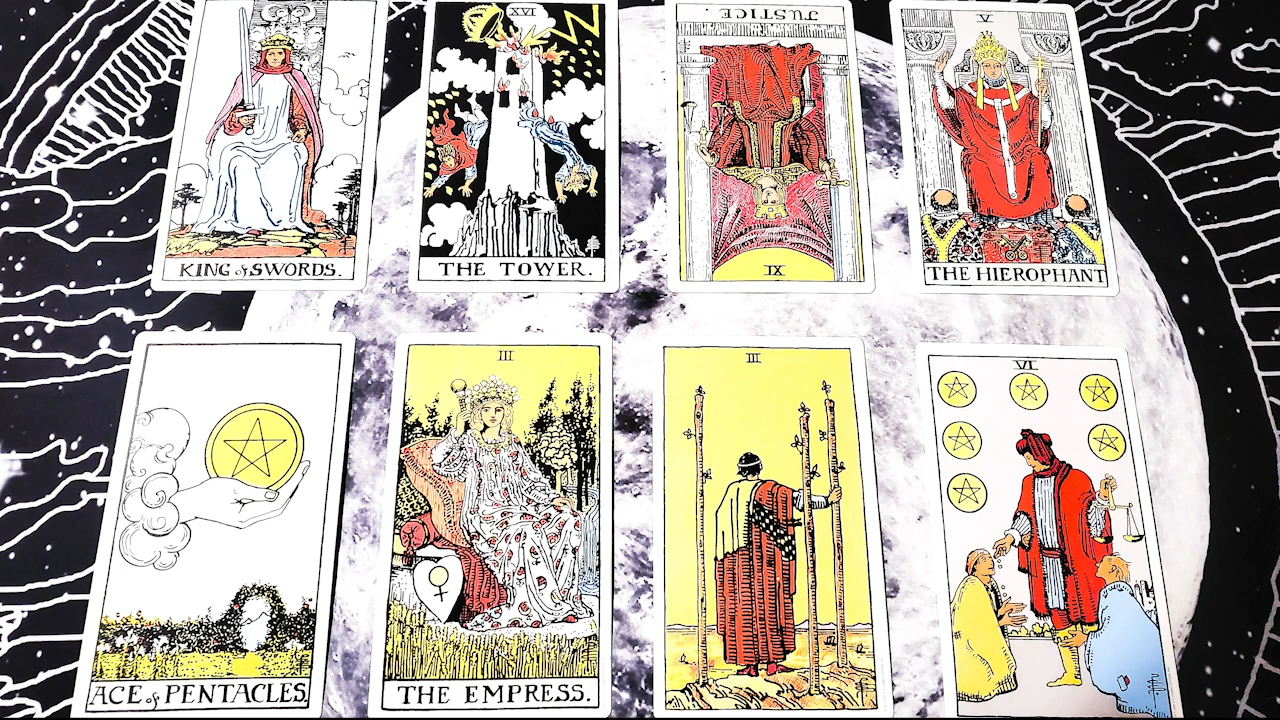 KING of SWORDS.
XVI
THE TOWER.
XI
JUSTICE.
V
THE HIEROPHANT
ACE of PENTACLES.
III
THE EMPRESS.
III
VI